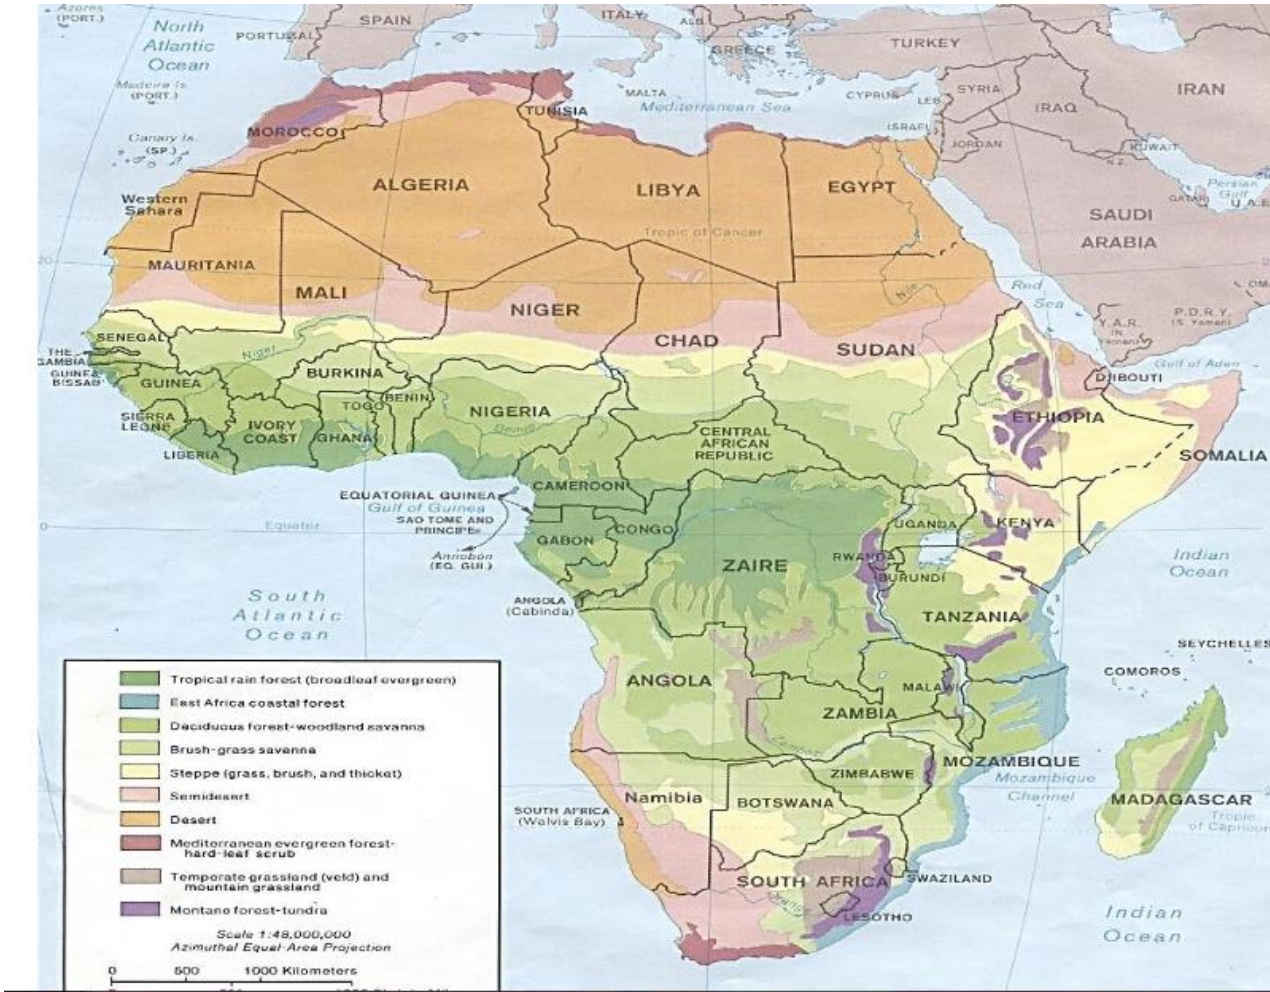 Azores
(PORT.)
North
Atlantic
Ocean
PORTUGAL
SPAIN
ITALY
ALB
GREECE
TURKEY
Madeira Is.
(PORT.)
MALTA
Mediterranean Sea
CYPRUS
LEB
SYRIA
IRAQ
IRAN
ISRAEL
JORDAN
KUWAIT
N.Z.
Canary Is.
(SP.)
MOROCCO
TUNISIA
Persian
Gulf
QATAR
U.A.E
ALGERIA
LIBYA
EGYPT
SAUDI
ARABIA
Western
Sahara
Tropic of Cancer
20
2
MAURITANIA
MALI
NIGER
CHAD
SUDAN
Nile
Red
Sea
OM
Y.A.R.
P.D.R.Y.
(S. Yemen)
Gulf of Aden
SENEGAL
THE
GAMBIA
GUINEA
BISSAU
GUINEA
Niger
BURKINA
BENIN
TOGO
NIGERIA
Benue
DJIBOUTI
ETHIOPIA
SOMALIA
SIERRA
LEONE
IVORY
COAST
GHANA
LIBERIA
CENTRAL
AFRICAN
REPUBLIC
CAMEROON
EQUATORIAL GUINEA
Gulf of Guinea
SAO TOME AND
PRINCIPE
0
Equator
Annobón
(EQ. GUI.)
GABON
CONGO
ZAIRE
UGANDA
KENYA
RWANDA
BURUNDI
TANZANIA
Indian
Ocean
South
Atlantic
Ocean
ANGOLA
(Cabinda)
SEYCHELLES
COMOROS
ANGOLA
ZAMBIA
MALAWI
MOZAMBIQUE
Mozambique
Channel
ZIMBABWE
Namibia
BOTSWANA
MADAGASCAR
Tropic
of Capricorn
SOUTH AFRICA
(Walvis Bay)
SOUTH AFRICA
Orange
SWAZILAND
LESOTHO
Indian
Ocean
Tropical rain forest (broadleaf evergreen)
East Africa coastal forest
Deciduous forest-woodland savanna
Brush-grass savanna
Steppe (grass, brush, and thicket)
Semidesert
Desert
Mediterranean evergreen forest-
hard-leaf scrub
Temperate grassland (veld) and
mountain grassland
Montane forest-tundra
Scale 1:48,000,000
Azimuthal Equal-Area Projection
0 500 1000 Kilometers